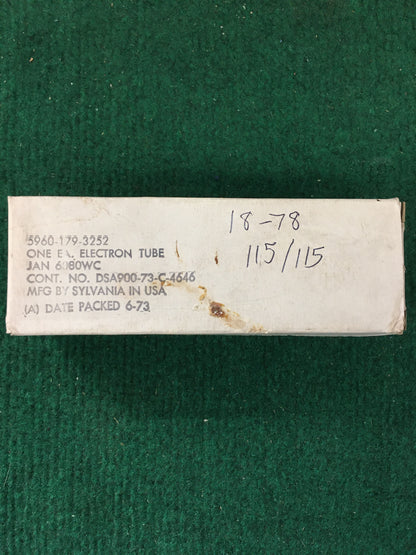 5960-179-3252
ONE EA. ELECTRON TUBE
JAN 6080WC
CONT. NO. DSA900-73-C-4646
MFG BY SYLVANIA IN USA
(A) DATE PACKED 6-73
18-78
115/115